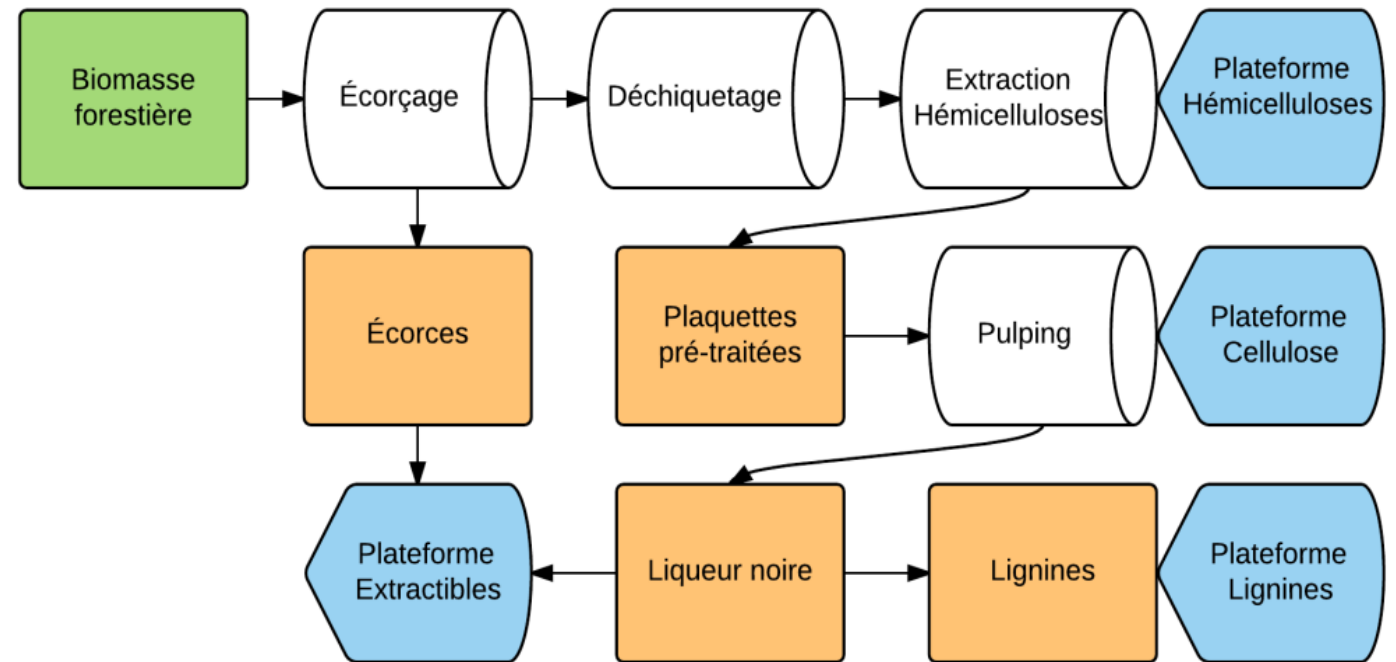 Biomasse
forestière
Écorçage
Déchiquetage
Extraction
Hémicelluloses
Plateforme
Hémicelluloses
Écorces
Plaquettes
pré-traitées
Pulping
Plateforme
Cellulose
Plateforme
Extractibles
Liqueur noire
Lignines
Plateforme
Lignines